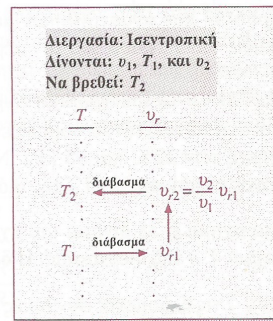 Διεργασία: Ισεντροπική
Δίνονται: υ₁, T₁, και υ₂
Να βρεθεί: T₂
T υᵣ
T₂ διάβασμα υᵣ₂ = υ₂/υ₁ υᵣ₁
T₁ διάβασμα υᵣ₁